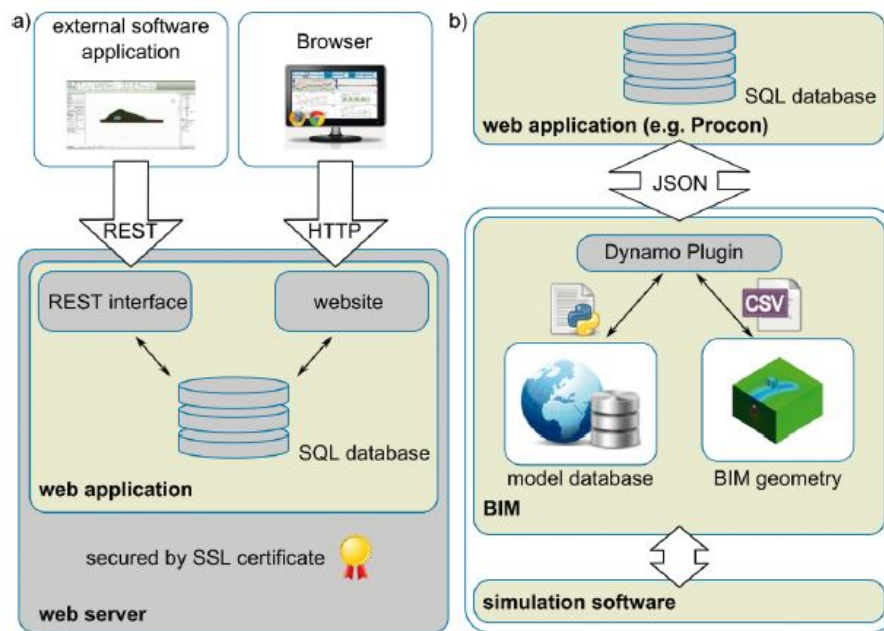 a)
external software
application
Browser
REST
HTTP
REST interface
website
SQL database
web application
secured by SSL certificate
web server
b)
SQL database
web application (e.g. Procon)
JSON
Dynamo Plugin
CSV
model database
BIM geometry
BIM
simulation software